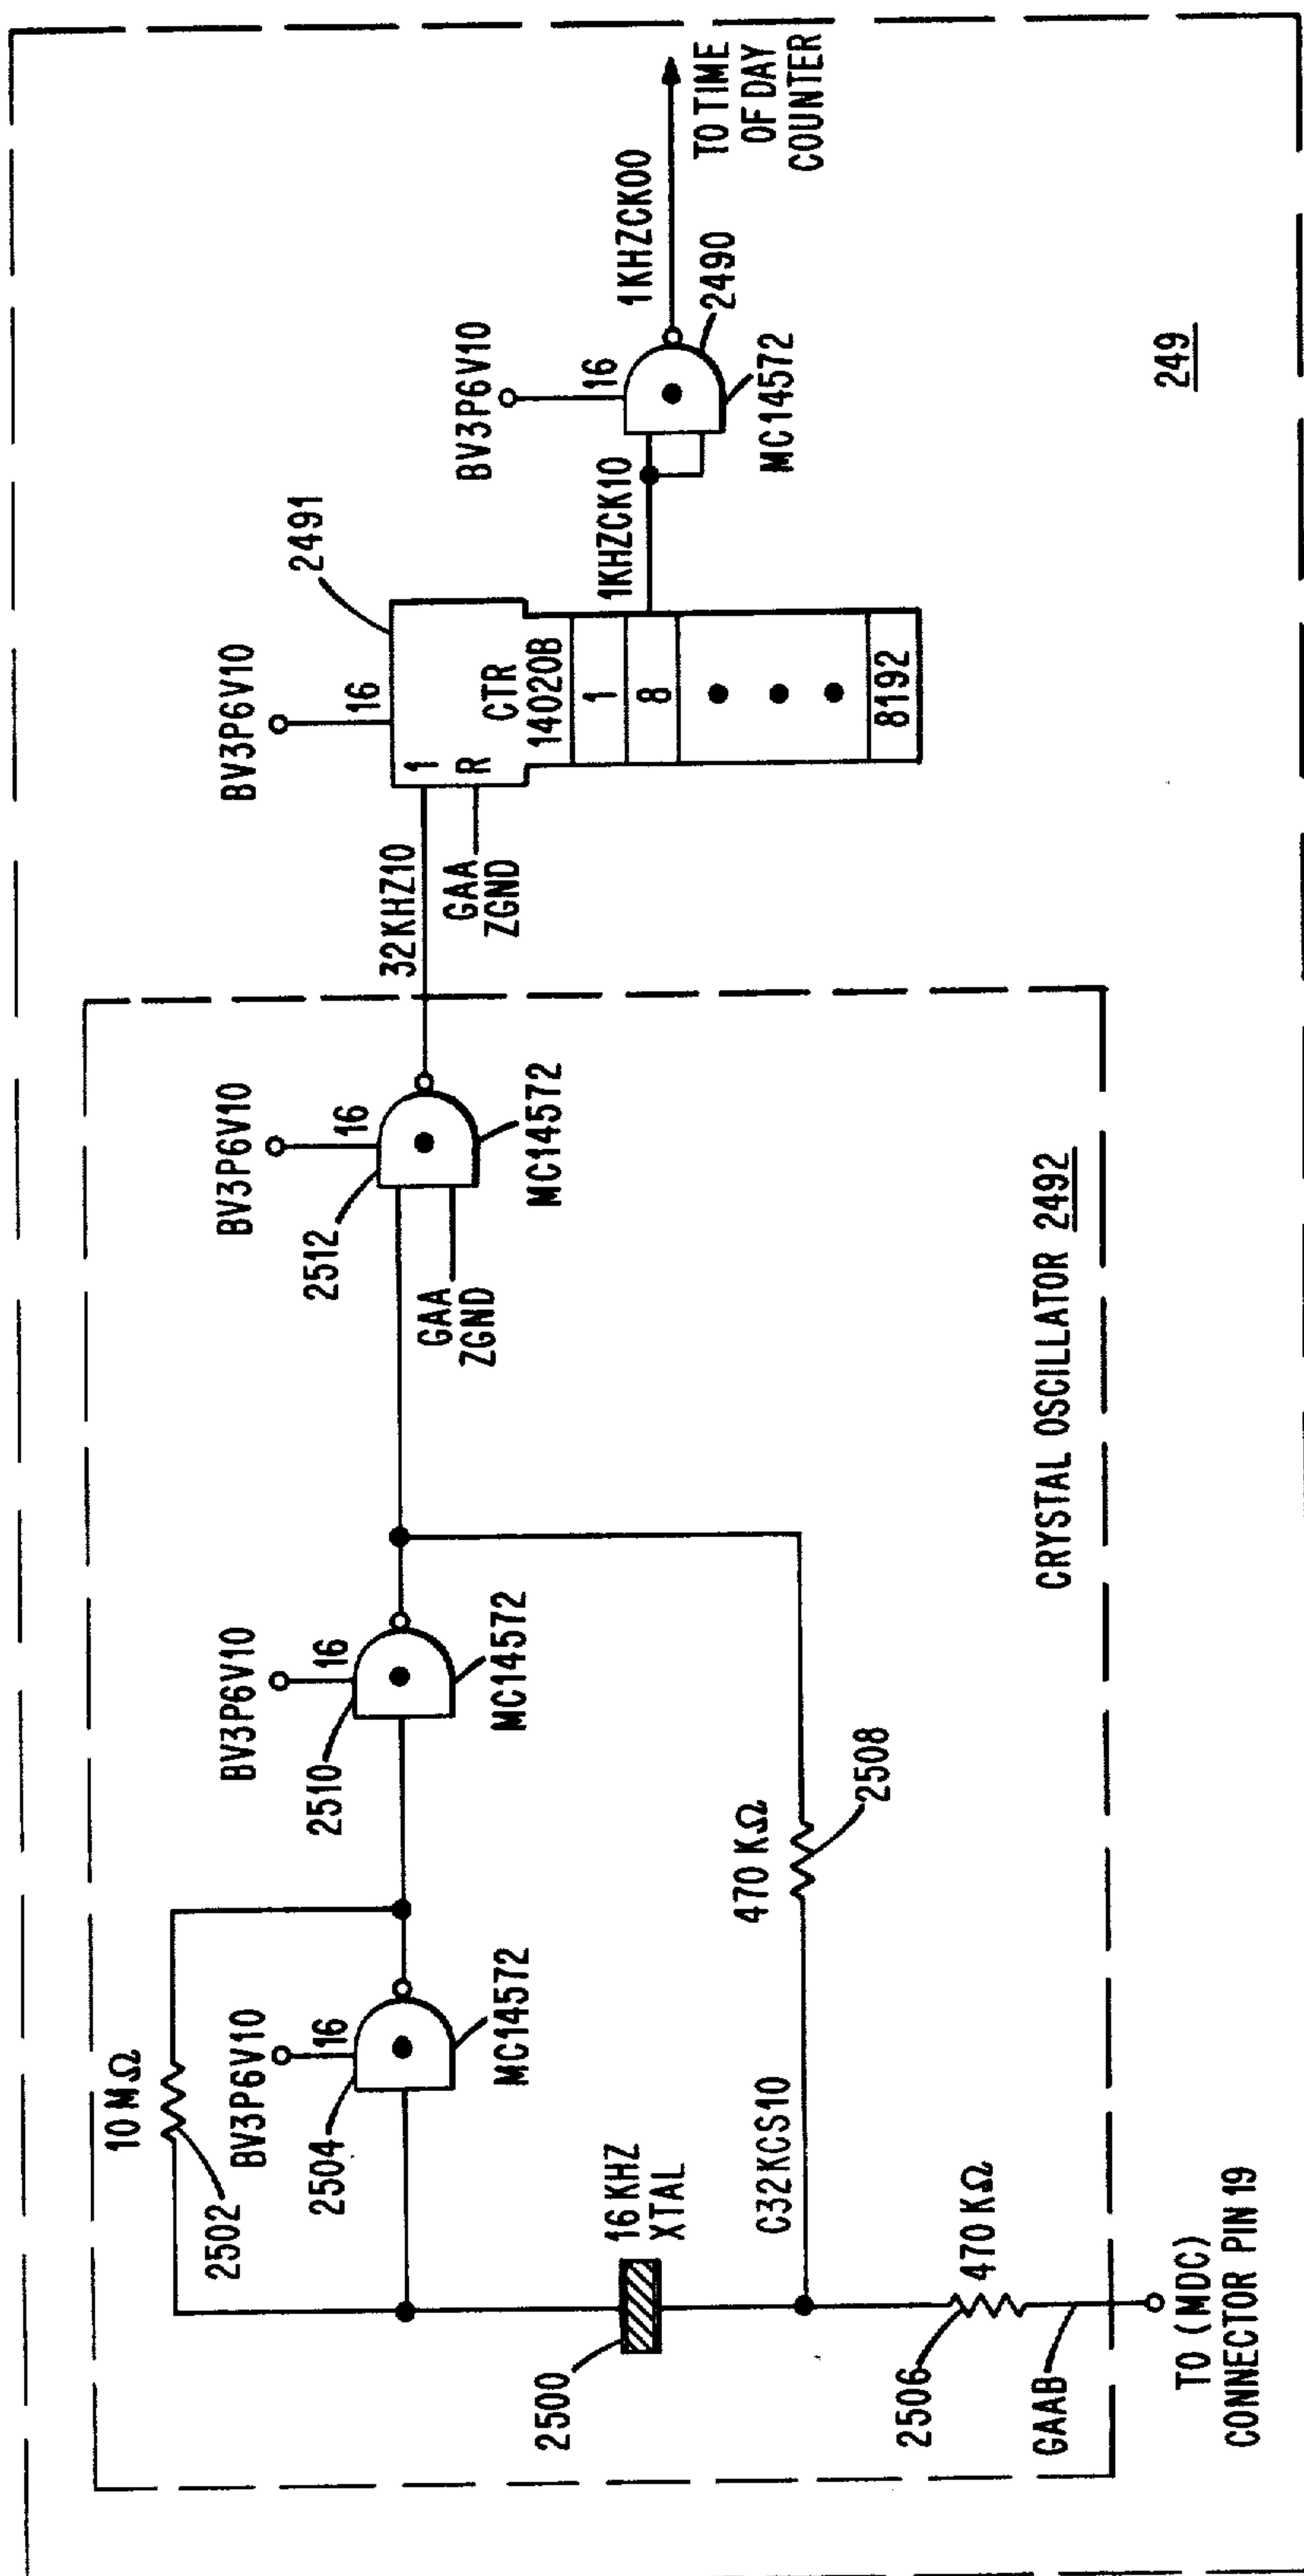 10 MΩ
2502
BV3P6V10
16
2504
MC14572
BV3P6V10
16
2510
MC14572
BV3P6V10
16
2512
GAA
ZGND
MC14572
2500
16 KHZ
XTAL
C32KCS10
470 KΩ
2508
2506
470 KΩ
GAAB
TO (MDC)
CONNECTOR PIN 19
CRYSTAL OSCILLATOR 2492
32KHZ10
GAA
ZGND
BV3P6V10
16
2491
1
R
CTR
14020B
1
8
8192
1KHZCK10
BV3P6V10
16
MC14572
2490
1KHZCK00
TO TIME
OF DAY
COUNTER
249